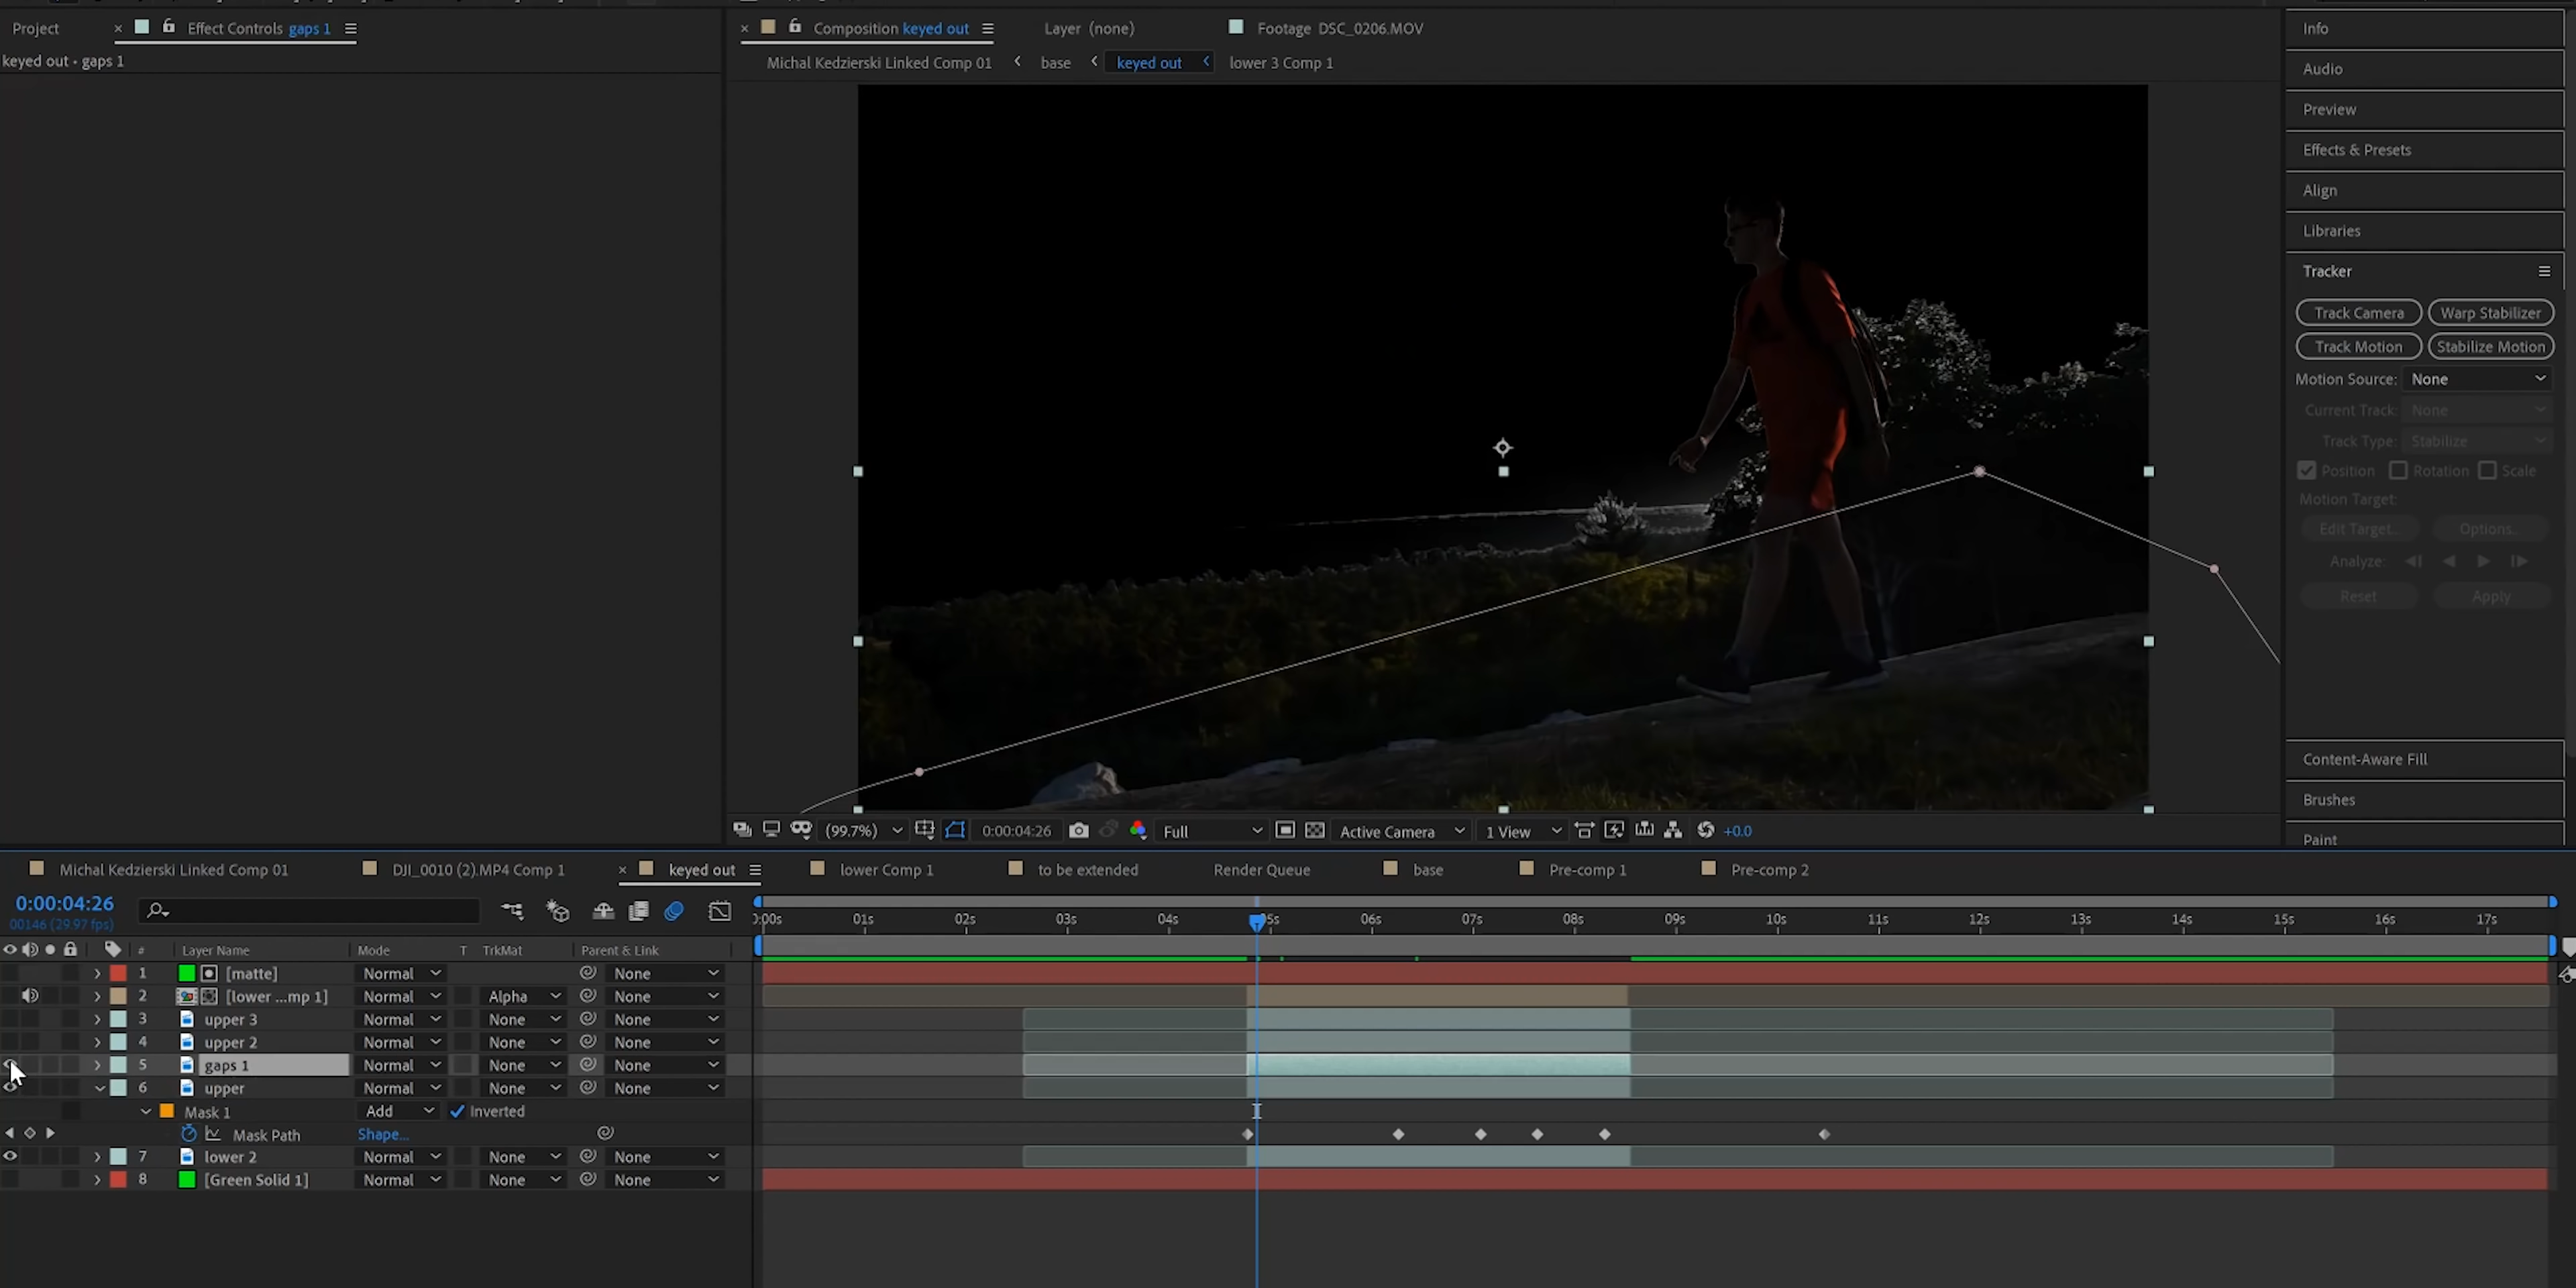 Project
Effect Controls gaps 1
Composition keyed out
Layer (none)
Footage DSC_0206.MOV
keyed out • gaps 1
Michal Kedzierski Linked Comp 01
base
keyed out
lower 3 Comp 1
Info
Audio
Preview
Effects & Presets
Align
Libraries
Tracker
Track Camera
Warp Stabilizer
Track Motion
Stabilize Motion
Motion Source: None
Current Track: None
Track Type: Stabilize
Position Rotation Scale
Motion Target:
Edit Target...
Options...
Analyze:
Reset
Apply
Content-Aware Fill
Brushes
Paint
(99.7%) 0:00:04:26 Full Active Camera 1 View +0.0
Michal Kedzierski Linked Comp 01
DJI_0010 (2).MP4 Comp 1
keyed out
lower Comp 1
to be extended
Render Queue
base
Pre-comp 1
Pre-comp 2
0:00:04:26
00146 (29.97 fps)
0:00s 01s 02s 03s 04s 05s 06s 07s 08s 09s 10s 11s 12s 13s 14s 15s 16s 17s
# Layer Name Mode T TrkMat Parent & Link
1 [matte] Normal None
2 [lower ...mp 1] Normal Alpha None
3 upper 3 Normal None None
4 upper 2 Normal None None
5 gaps 1 Normal None None
6 upper Normal None None
Mask 1 Add Inverted
Mask Path Shape...
7 lower 2 Normal None None
8 [Green Solid 1] Normal None None